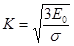 K = √(3E₀/σ)